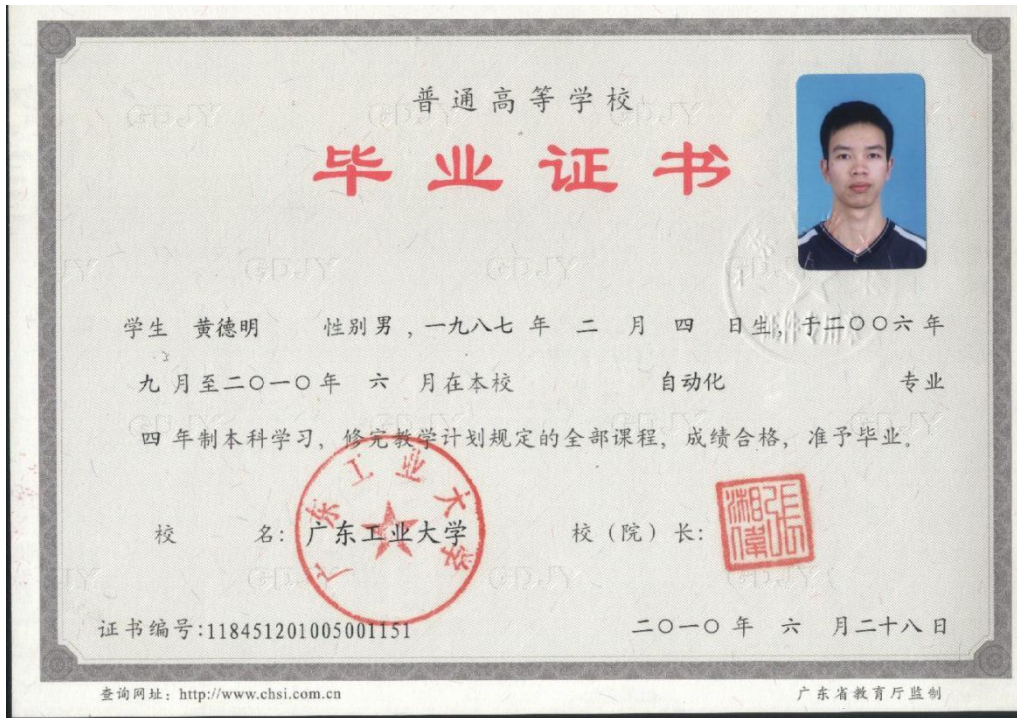 普通高等学校
毕业证书
学生 黄德明 性别 男，一九八七 年 二 月 四 日生，于二〇〇六 年
九 月至二〇一〇 年 六 月在本校 自动化 专业
四 年制本科学习，修完教学计划规定的全部课程，成绩合格，准予毕业。
广东工业大学
校 名：广东工业大学 校（院）长：
張湘偉
证书编号:118451201005001151 二〇一〇 年 六 月二十八 日
查询网址：http://www.chsi.com.cn 广东省教育厅监制
GDJY